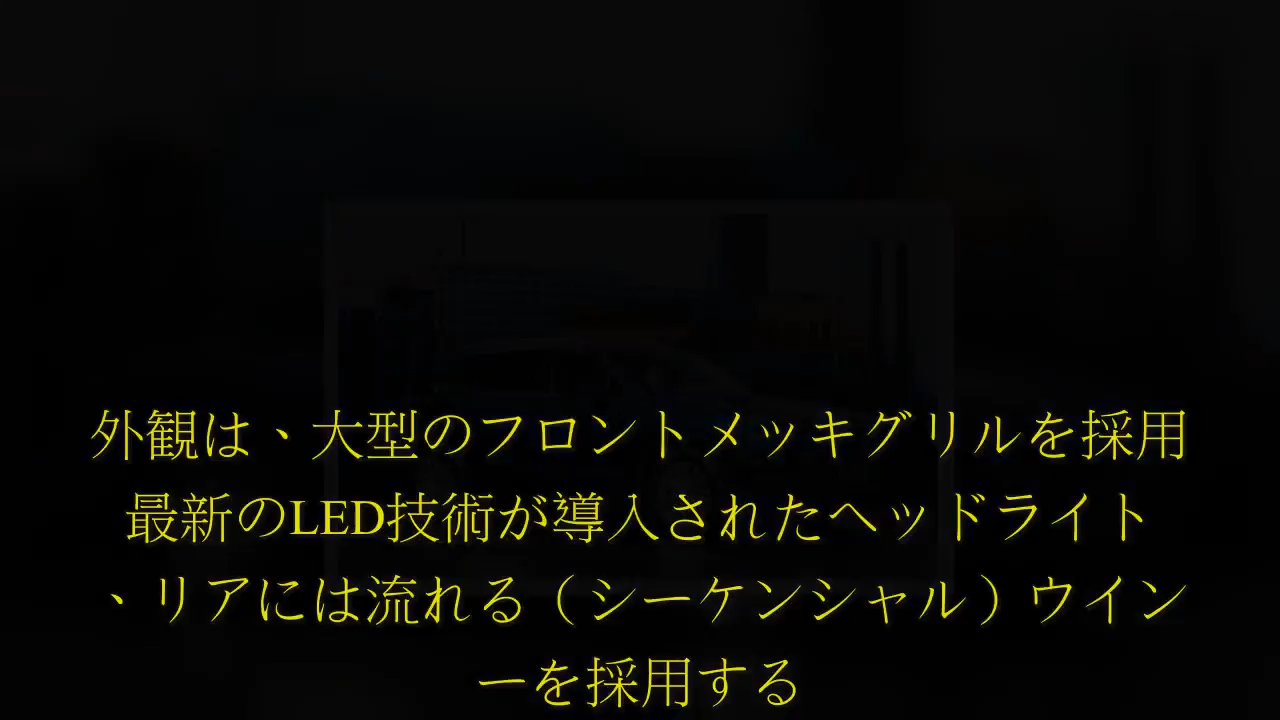 外観は、大型のフロントメッキグリルを採用
最新のLED技術が導入されたヘッドライト
、リアには流れる（シーケンシャル）ウイン
ーを採用する